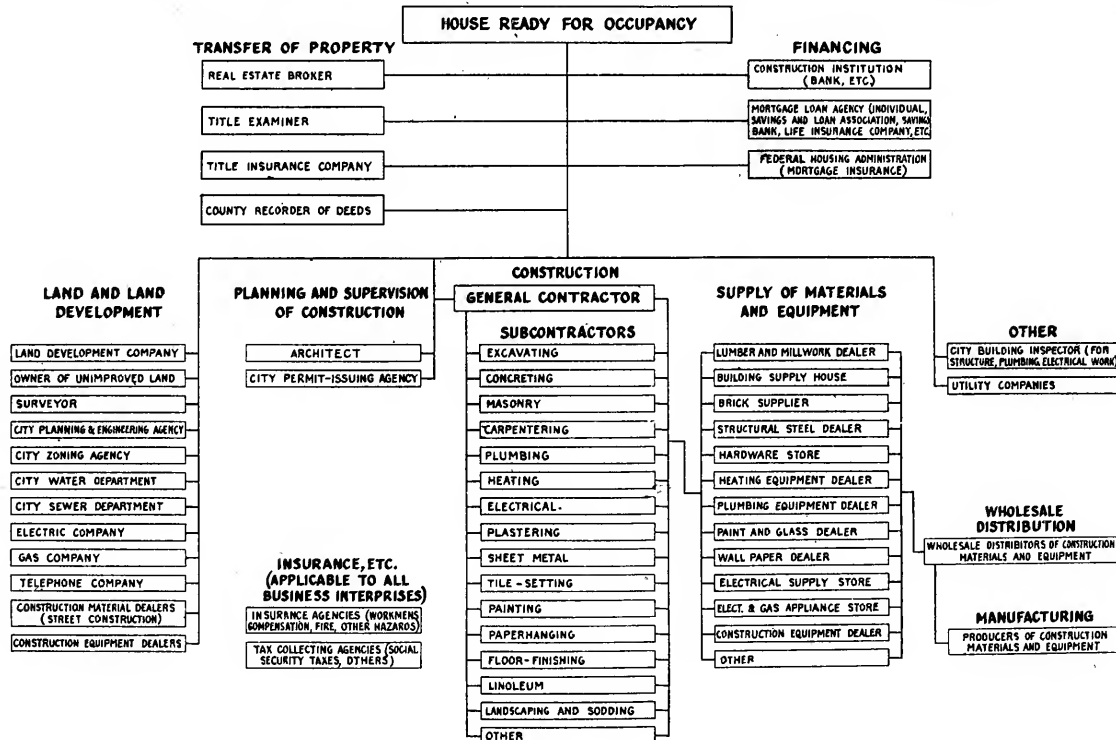 HOUSE READY FOR OCCUPANCY
TRANSFER OF PROPERTY
REAL ESTATE BROKER
TITLE EXAMINER
TITLE INSURANCE COMPANY
COUNTY RECORDER OF DEEDS
FINANCING
CONSTRUCTION INSTITUTION
(BANK, ETC.)
MORTGAGE LOAN AGENCY (INDIVIDUAL,
SAVINGS AND LOAN ASSOCIATION, SAVING
BANK, LIFE INSURANCE COMPANY, ETC
FEDERAL HOUSING ADMINISTRATION
(MORTGAGE INSURANCE)
LAND AND LAND
DEVELOPMENT
LAND DEVELOPMENT COMPANY
OWNER OF UNIMPROVED LAND
SURVEYOR
CITY PLANNING & ENGINEERING AGENCY
CITY ZONING AGENCY
CITY WATER DEPARTMENT
CITY SEWER DEPARTMENT
ELECTRIC COMPANY
GAS COMPANY
TELEPHONE COMPANY
CONSTRUCTION MATERIAL DEALERS
(STREET CONSTRUCTION)
CONSTRUCTION EQUIPMENT DEALERS
PLANNING AND SUPERVISION
OF CONSTRUCTION
ARCHITECT
CITY PERMIT-ISSUING AGENCY
INSURANCE, ETC.
(APPLICABLE TO ALL
BUSINESS INTERPRISES)
INSURANCE AGENCIES (WORKMENS
COMPENSATION, FIRE, OTHER HAZARDS)
TAX COLLECTING AGENCIES (SOCIAL
SECURITY TAXES, OTHERS)
CONSTRUCTION
GENERAL CONTRACTOR
SUBCONTRACTORS
EXCAVATING
CONCRETING
MASONRY
CARPENTERING
PLUMBING
HEATING
ELECTRICAL.
PLASTERING
SHEET METAL
TILE-SETTING
PAINTING
PAPERHANGING
FLOOR-FINISHING
LINOLEUM
LANDSCAPING AND SODDING
OTHER
SUPPLY OF MATERIALS
AND EQUIPMENT
LUMBER AND MILLWORK DEALER
BUILDING SUPPLY HOUSE
BRICK SUPPLIER
STRUCTURAL STEEL DEALER
HARDWARE STORE
HEATING EQUIPMENT DEALER
PLUMBING EQUIPMENT DEALER
PAINT AND GLASS DEALER
WALL PAPER DEALER
ELECTRICAL SUPPLY STORE
ELECT. & GAS APPLIANCE STORE
CONSTRUCTION EQUIPMENT DEALER
OTHER
OTHER
CITY BUILDING INSPECTOR (FOR
STRUCTURE, PLUMBING, ELECTRICAL WORK)
UTILITY COMPANIES
WHOLESALE
DISTRIBUTION
WHOLESALE DISTRIBITORS OF CONSTRUCTION
MATERIALS AND EQUIPMENT
MANUFACTURING
PRODUCERS OF CONSTRUCTION
MATERIALS AND EQUIPMENT